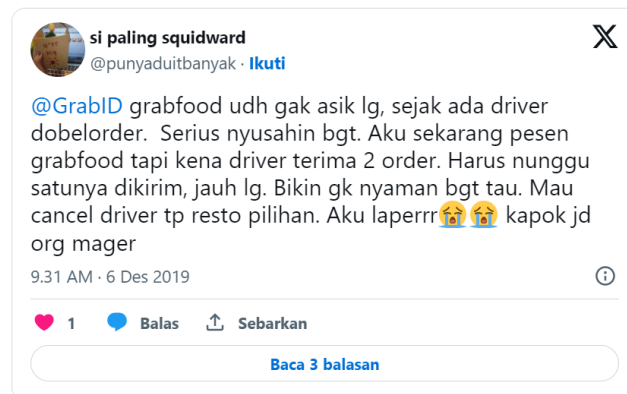 si paling squidward
@punyaduitbanyak · Ikuti
@GrabID grabfood udh gak asik lg, sejak ada driver
dobelorder.  Serius nyusahin bgt. Aku sekarang pesen
grabfood tapi kena driver terima 2 order. Harus nunggu
satunya dikirim, jauh lg. Bikin gk nyaman bgt tau. Mau
cancel driver tp resto pilihan. Aku laperrr😭😭 kapok jd
org mager
9.31 AM · 6 Des 2019
1 Balas Sebarkan
Baca 3 balasan